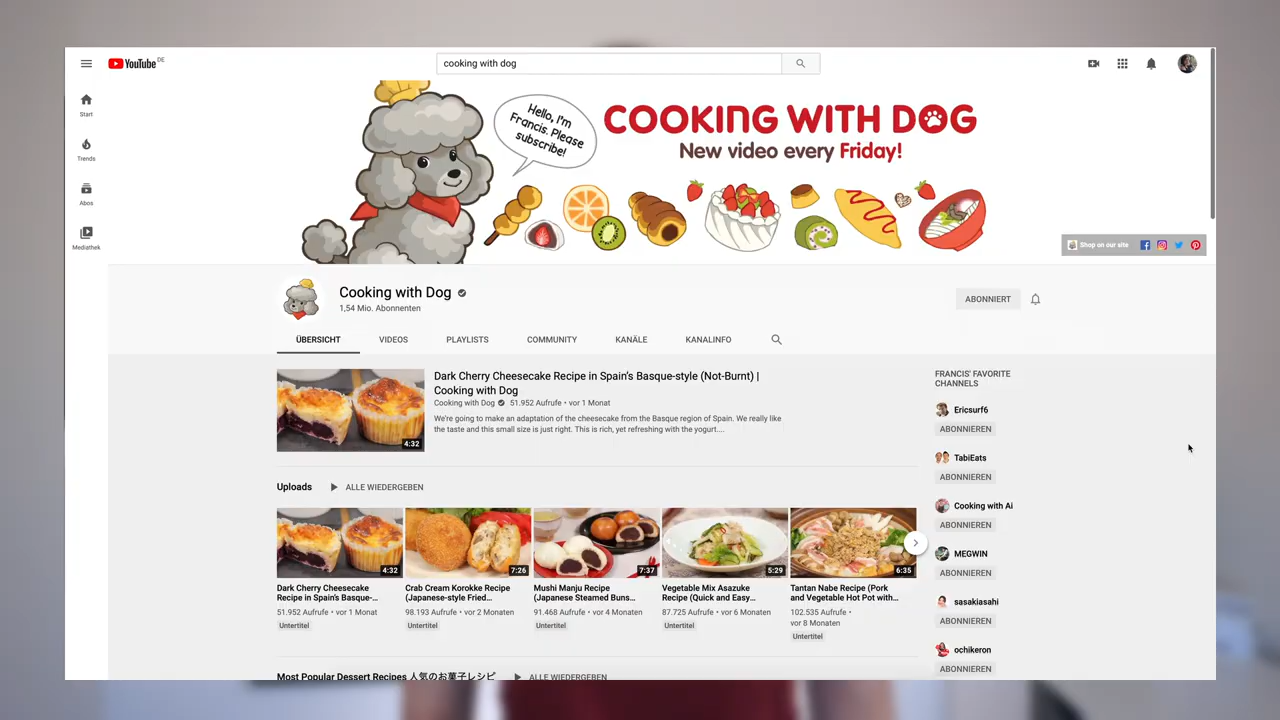 YouTube DE
cooking with dog
Start
Trends
Abos
Mediathek
Hello, I'm
Francis. Please
subscribe!
COOKING WITH DOG
New video every Friday!
Shop on our site
Cooking with Dog
1,54 Mio. Abonnenten
ABONNIERT
ÜBERSICHT
VIDEOS
PLAYLISTS
COMMUNITY
KANÄLE
KANALINFO
4:32
Dark Cherry Cheesecake Recipe in Spain's Basque-style (Not-Burnt) |
Cooking with Dog
Cooking with Dog 51.952 Aufrufe • vor 1 Monat
We're going to make an adaptation of the cheesecake from the Basque region of Spain. We really like
the taste and this small size is just right. This is rich, yet refreshing with the yogurt....
Uploads
ALLE WIEDERGEBEN
4:32
Dark Cherry Cheesecake
Recipe in Spain's Basque-...
51.952 Aufrufe • vor 1 Monat
Untertitel
7:26
Crab Cream Korokke Recipe
(Japanese-style Fried...
98.193 Aufrufe • vor 2 Monaten
Untertitel
7:37
Mushi Manju Recipe
(Japanese Steamed Buns...
91.468 Aufrufe • vor 4 Monaten
Untertitel
5:29
Vegetable Mix Asazuke
Recipe (Quick and Easy...
87.725 Aufrufe • vor 6 Monaten
Untertitel
6:35
Tantan Nabe Recipe (Pork
and Vegetable Hot Pot with...
102.535 Aufrufe •
vor 8 Monaten
Untertitel
Most Popular Dessert Recipes 人気のお菓子レシピ
ALLE WIEDERGEBEN
FRANCIS' FAVORITE
CHANNELS
Ericsurf6
ABONNIEREN
TabiEats
ABONNIEREN
Cooking with Ai
ABONNIEREN
MEGWIN
ABONNIEREN
sasakiasahi
ABONNIEREN
ochikeron
ABONNIEREN